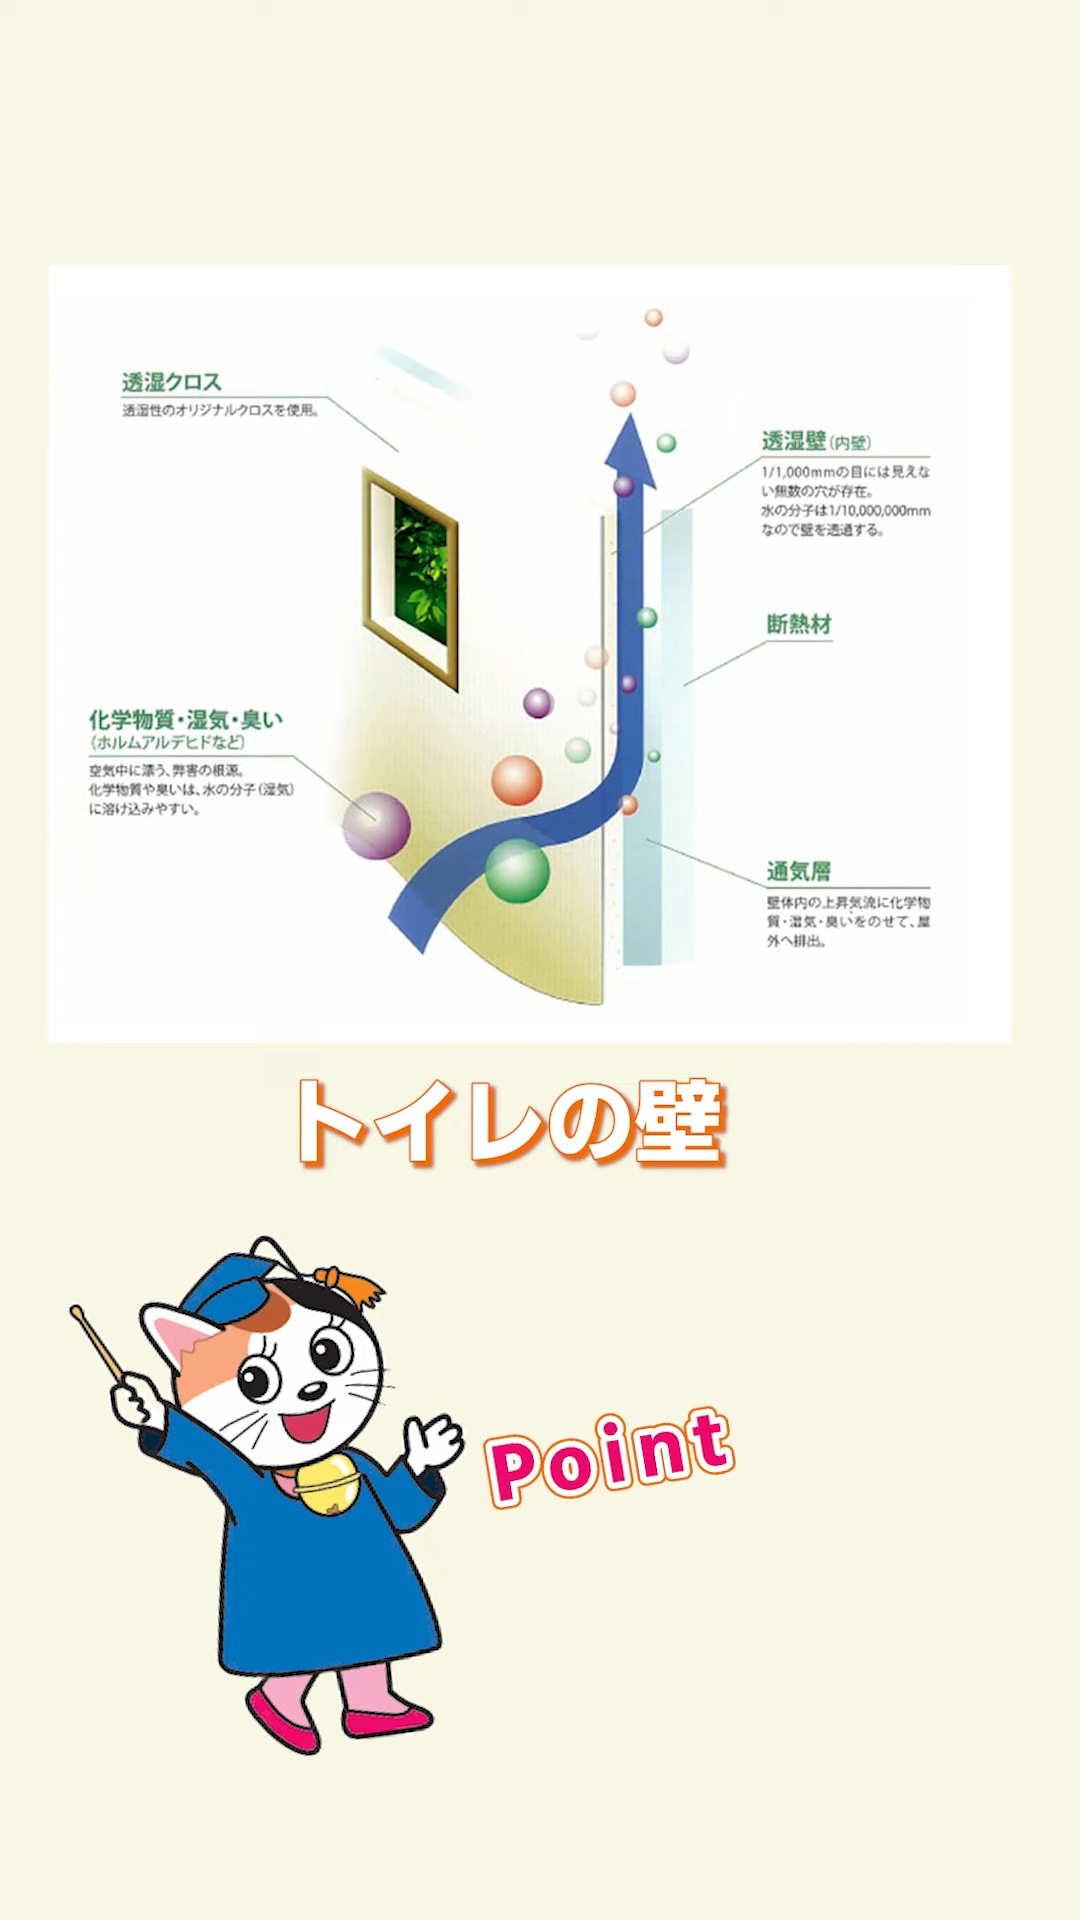 透湿クロス
透湿性のオリジナルクロスを使用。
透湿壁(内壁)
1/1,000mmの目には見えな
い無数の穴が存在。
水の分子は1/10,000,000mm
なので壁を透過する。
断熱材
化学物質・湿気・臭い
(ホルムアルデヒドなど)
空気中に漂う、弊害の根源。
化学物質や臭いは、水の分子(湿気)
に溶け込みやすい。
通気層
壁体内の上昇気流に化学物
質・湿気・臭いをのせて、屋
外へ排出。
トイレの壁
Point